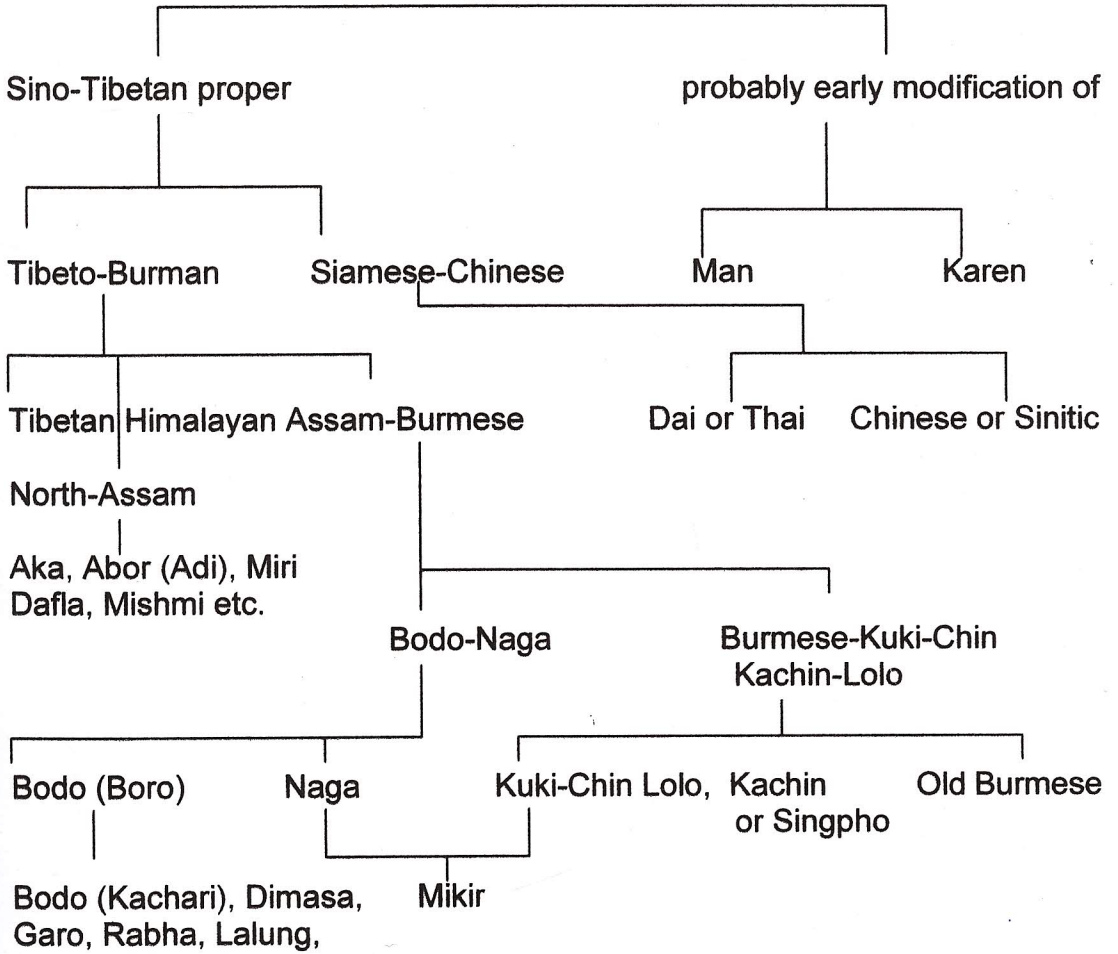 Sino-Tibetan proper
probably early modification of
Tibeto-Burman
Siamese-Chinese
Man
Karen
Tibetan Himalayan Assam-Burmese
Dai or Thai
Chinese or Sinitic
North-Assam
Aka, Abor (Adi), Miri
Dafla, Mishmi etc.
Bodo-Naga
Burmese-Kuki-Chin
Kachin-Lolo
Bodo (Boro)
Naga
Kuki-Chin Lolo,
Kachin
or Singpho
Old Burmese
Bodo (Kachari), Dimasa,
Garo, Rabha, Lalung,
Mikir